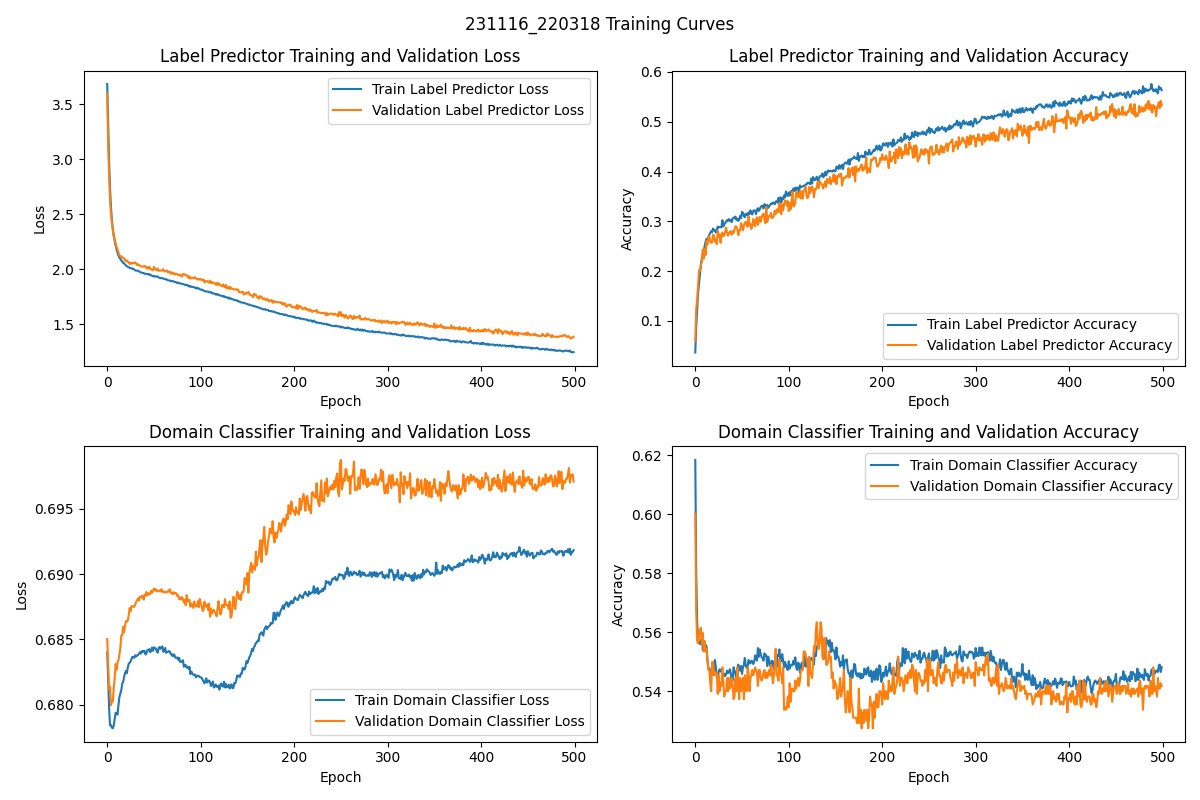 231116_220318 Training Curves
Label Predictor Training and Validation Loss
Train Label Predictor Loss
Validation Label Predictor Loss
3.5
3.0
2.5
2.0
1.5
Loss
0 100 200 300 400 500
Epoch
Label Predictor Training and Validation Accuracy
0.6
0.5
0.4
0.3
0.2
0.1
Accuracy
Train Label Predictor Accuracy
Validation Label Predictor Accuracy
0 100 200 300 400 500
Epoch
Domain Classifier Training and Validation Loss
0.695
0.690
0.685
0.680
Loss
Train Domain Classifier Loss
Validation Domain Classifier Loss
0 100 200 300 400 500
Epoch
Domain Classifier Training and Validation Accuracy
Train Domain Classifier Accuracy
Validation Domain Classifier Accuracy
0.62
0.60
0.58
0.56
0.54
Accuracy
0 100 200 300 400 500
Epoch